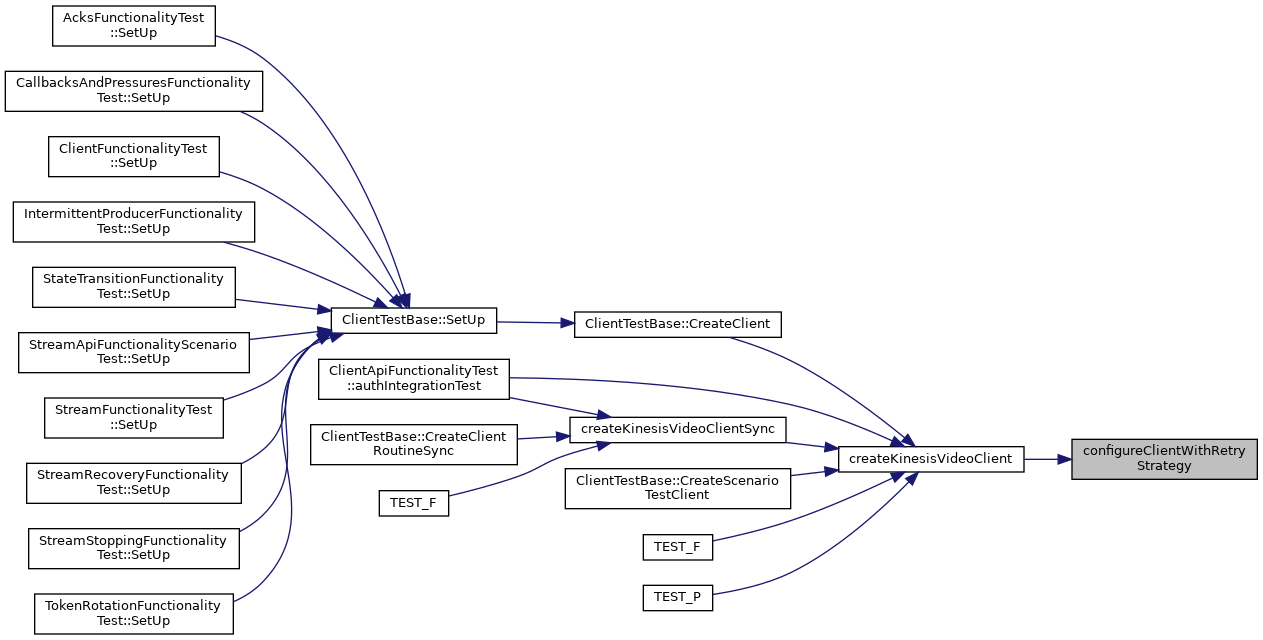 AcksFunctionalityTest
::SetUp
CallbacksAndPressuresFunctionality
Test::SetUp
ClientFunctionalityTest
::SetUp
IntermittentProducerFunctionality
Test::SetUp
StateTransitionFunctionality
Test::SetUp
StreamApiFunctionalityScenario
Test::SetUp
StreamFunctionalityTest
::SetUp
StreamRecoveryFunctionality
Test::SetUp
StreamStoppingFunctionality
Test::SetUp
TokenRotationFunctionality
Test::SetUp
ClientTestBase::SetUp
ClientApiFunctionalityTest
::authIntegrationTest
ClientTestBase::CreateClient
RoutineSync
TEST_F
ClientTestBase::CreateClient
createKinesisVideoClientSync
ClientTestBase::CreateScenario
TestClient
TEST_F
TEST_P
createKinesisVideoClient
configureClientWithRetry
Strategy